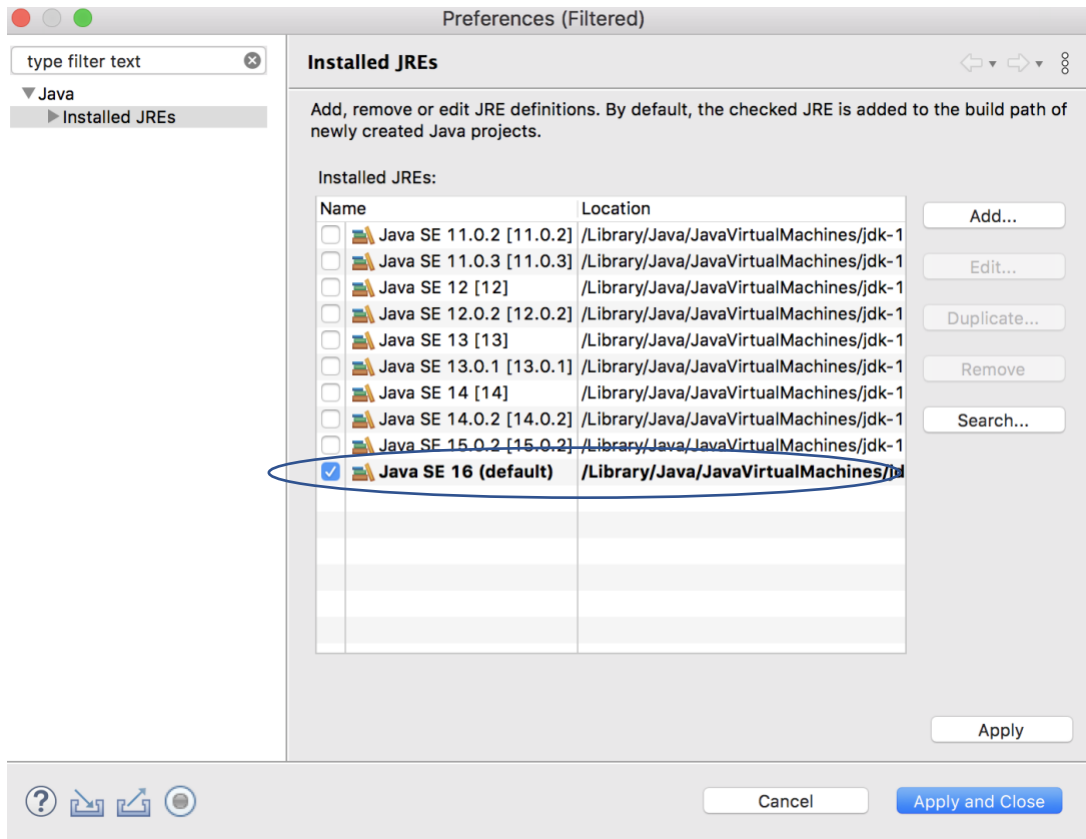 Preferences (Filtered)
type filter text
Java
Installed JREs
Installed JREs
Add, remove or edit JRE definitions. By default, the checked JRE is added to the build path of
newly created Java projects.
Installed JREs:
Name Location
Java SE 11.0.2 [11.0.2] /Library/Java/JavaVirtualMachines/jdk-1
Java SE 11.0.3 [11.0.3] /Library/Java/JavaVirtualMachines/jdk-1
Java SE 12 [12] /Library/Java/JavaVirtualMachines/jdk-1
Java SE 12.0.2 [12.0.2] /Library/Java/JavaVirtualMachines/jdk-1
Java SE 13 [13] /Library/Java/JavaVirtualMachines/jdk-1
Java SE 13.0.1 [13.0.1] /Library/Java/JavaVirtualMachines/jdk-1
Java SE 14 [14] /Library/Java/JavaVirtualMachines/jdk-1
Java SE 14.0.2 [14.0.2] /Library/Java/JavaVirtualMachines/jdk-1
Java SE 15.0.2 [15.0.2] /Library/Java/JavaVirtualMachines/jdk-1
Java SE 16 (default) /Library/Java/JavaVirtualMachines/jd
Add...
Edit...
Duplicate...
Remove
Search...
Apply
?
Cancel
Apply and Close